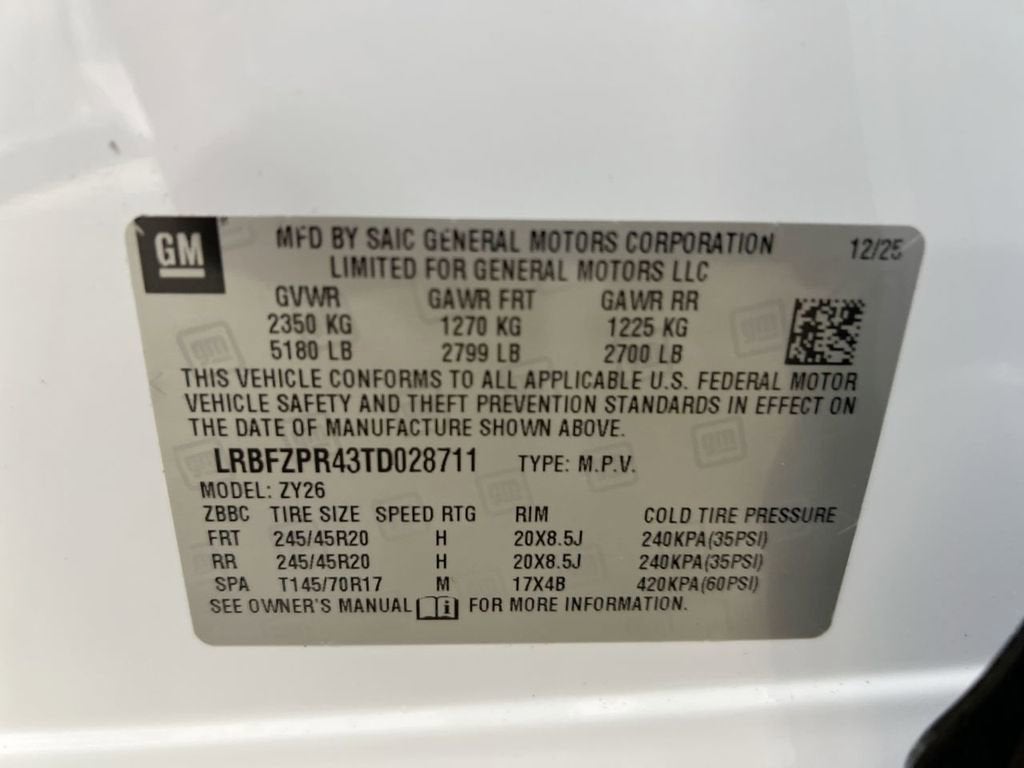 GM
MFD BY SAIC GENERAL MOTORS CORPORATION 12/25
LIMITED FOR GENERAL MOTORS LLC
GVWR GAWR FRT GAWR RR
2350 KG 1270 KG 1225 KG
5180 LB 2799 LB 2700 LB
THIS VEHICLE CONFORMS TO ALL APPLICABLE U.S. FEDERAL MOTOR
VEHICLE SAFETY AND THEFT PREVENTION STANDARDS IN EFFECT ON
THE DATE OF MANUFACTURE SHOWN ABOVE.
LRBFZPR43TD028711 TYPE: M.P.V.
MODEL: ZY26
ZBBC TIRE SIZE SPEED RTG RIM COLD TIRE PRESSURE
FRT 245/45R20 H 20X8.5J 240KPA(35PSI)
RR 245/45R20 H 20X8.5J 240KPA(35PSI)
SPA T145/70R17 M 17X4B 420KPA(60PSI)
SEE OWNER'S MANUAL i FOR MORE INFORMATION.